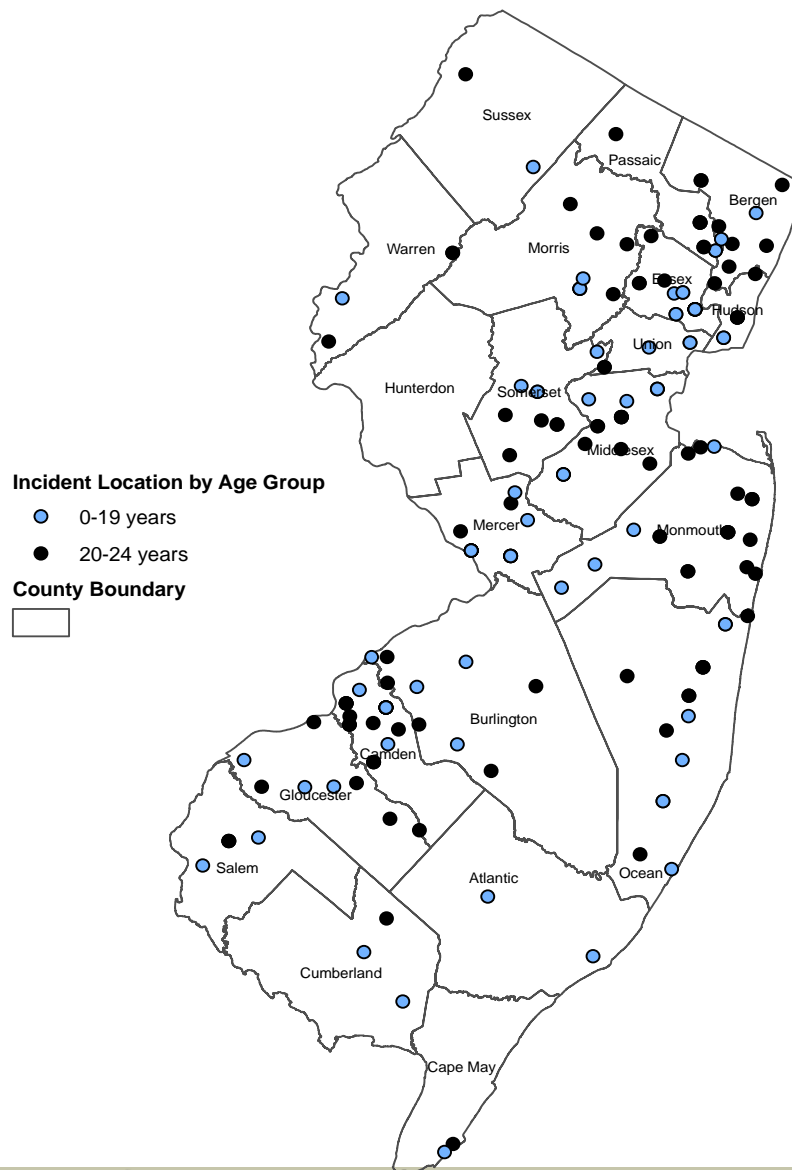 Sussex
Passaic
Bergen
Warren
Morris
Essex
Hudson
Union
Hunterdon
Somerset
Middlesex
Incident Location by Age Group
0-19 years
20-24 years
County Boundary
Mercer
Monmouth
Burlington
Camden
Gloucester
Salem
Atlantic
Ocean
Cumberland
Cape May